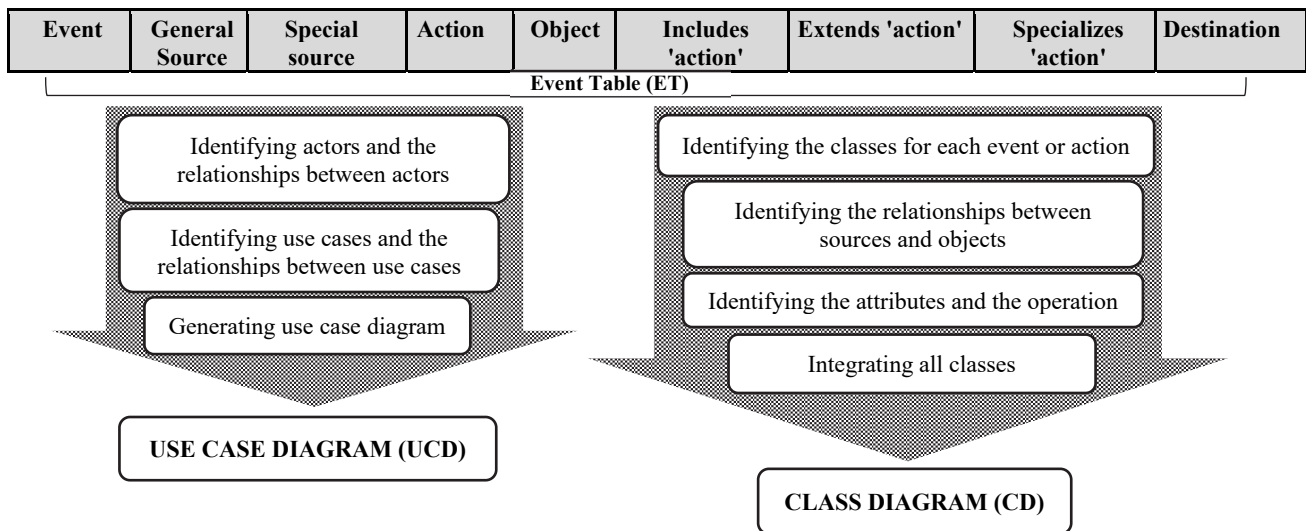 Event General Special Action Object Includes Extends 'action' Specializes Destination
Source source 'action' 'action'
Event Table (ET)
Identifying actors and the
relationships between actors
Identifying use cases and the
relationships between use cases
Generating use case diagram
USE CASE DIAGRAM (UCD)
Identifying the classes for each event or action
Identifying the relationships between
sources and objects
Identifying the attributes and the operation
Integrating all classes
CLASS DIAGRAM (CD)